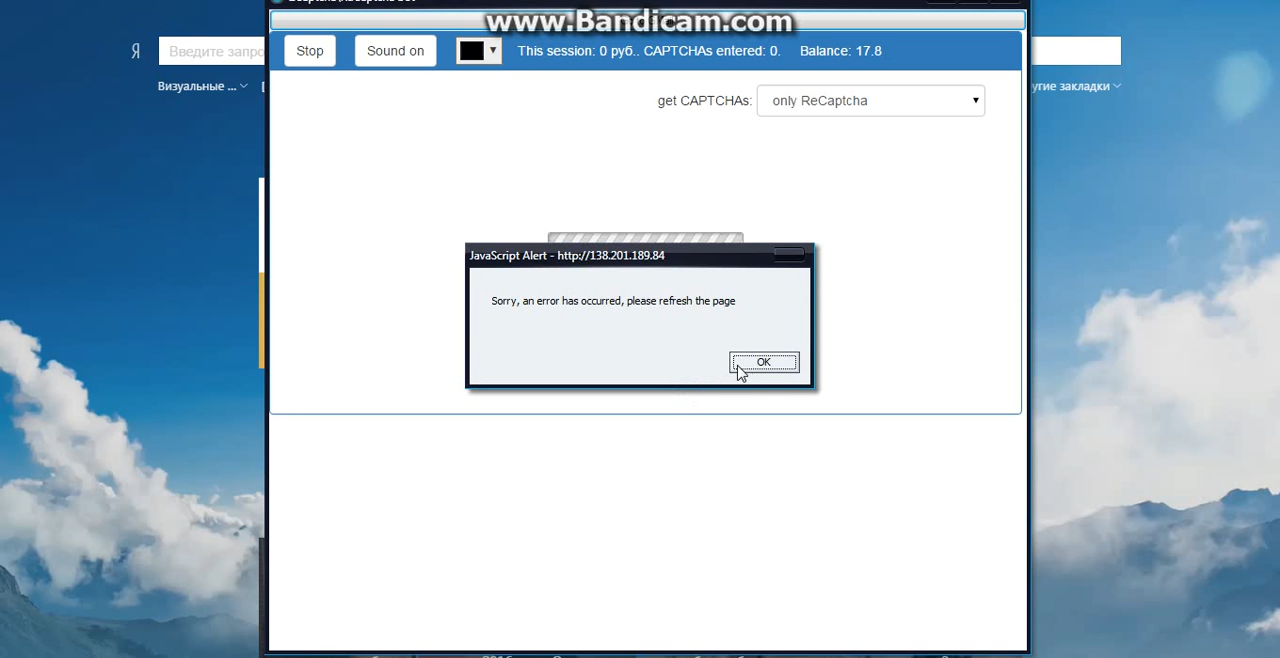 www.Bandicam.com
Я Введите запро
Stop Sound on This session: 0 руб.. CAPTCHAs entered: 0. Balance: 17.8
Визуальные ... угие закладки
get CAPTCHAs: only ReCaptcha
JavaScript Alert - http://138.201.189.84
Sorry, an error has occurred, please refresh the page
OK